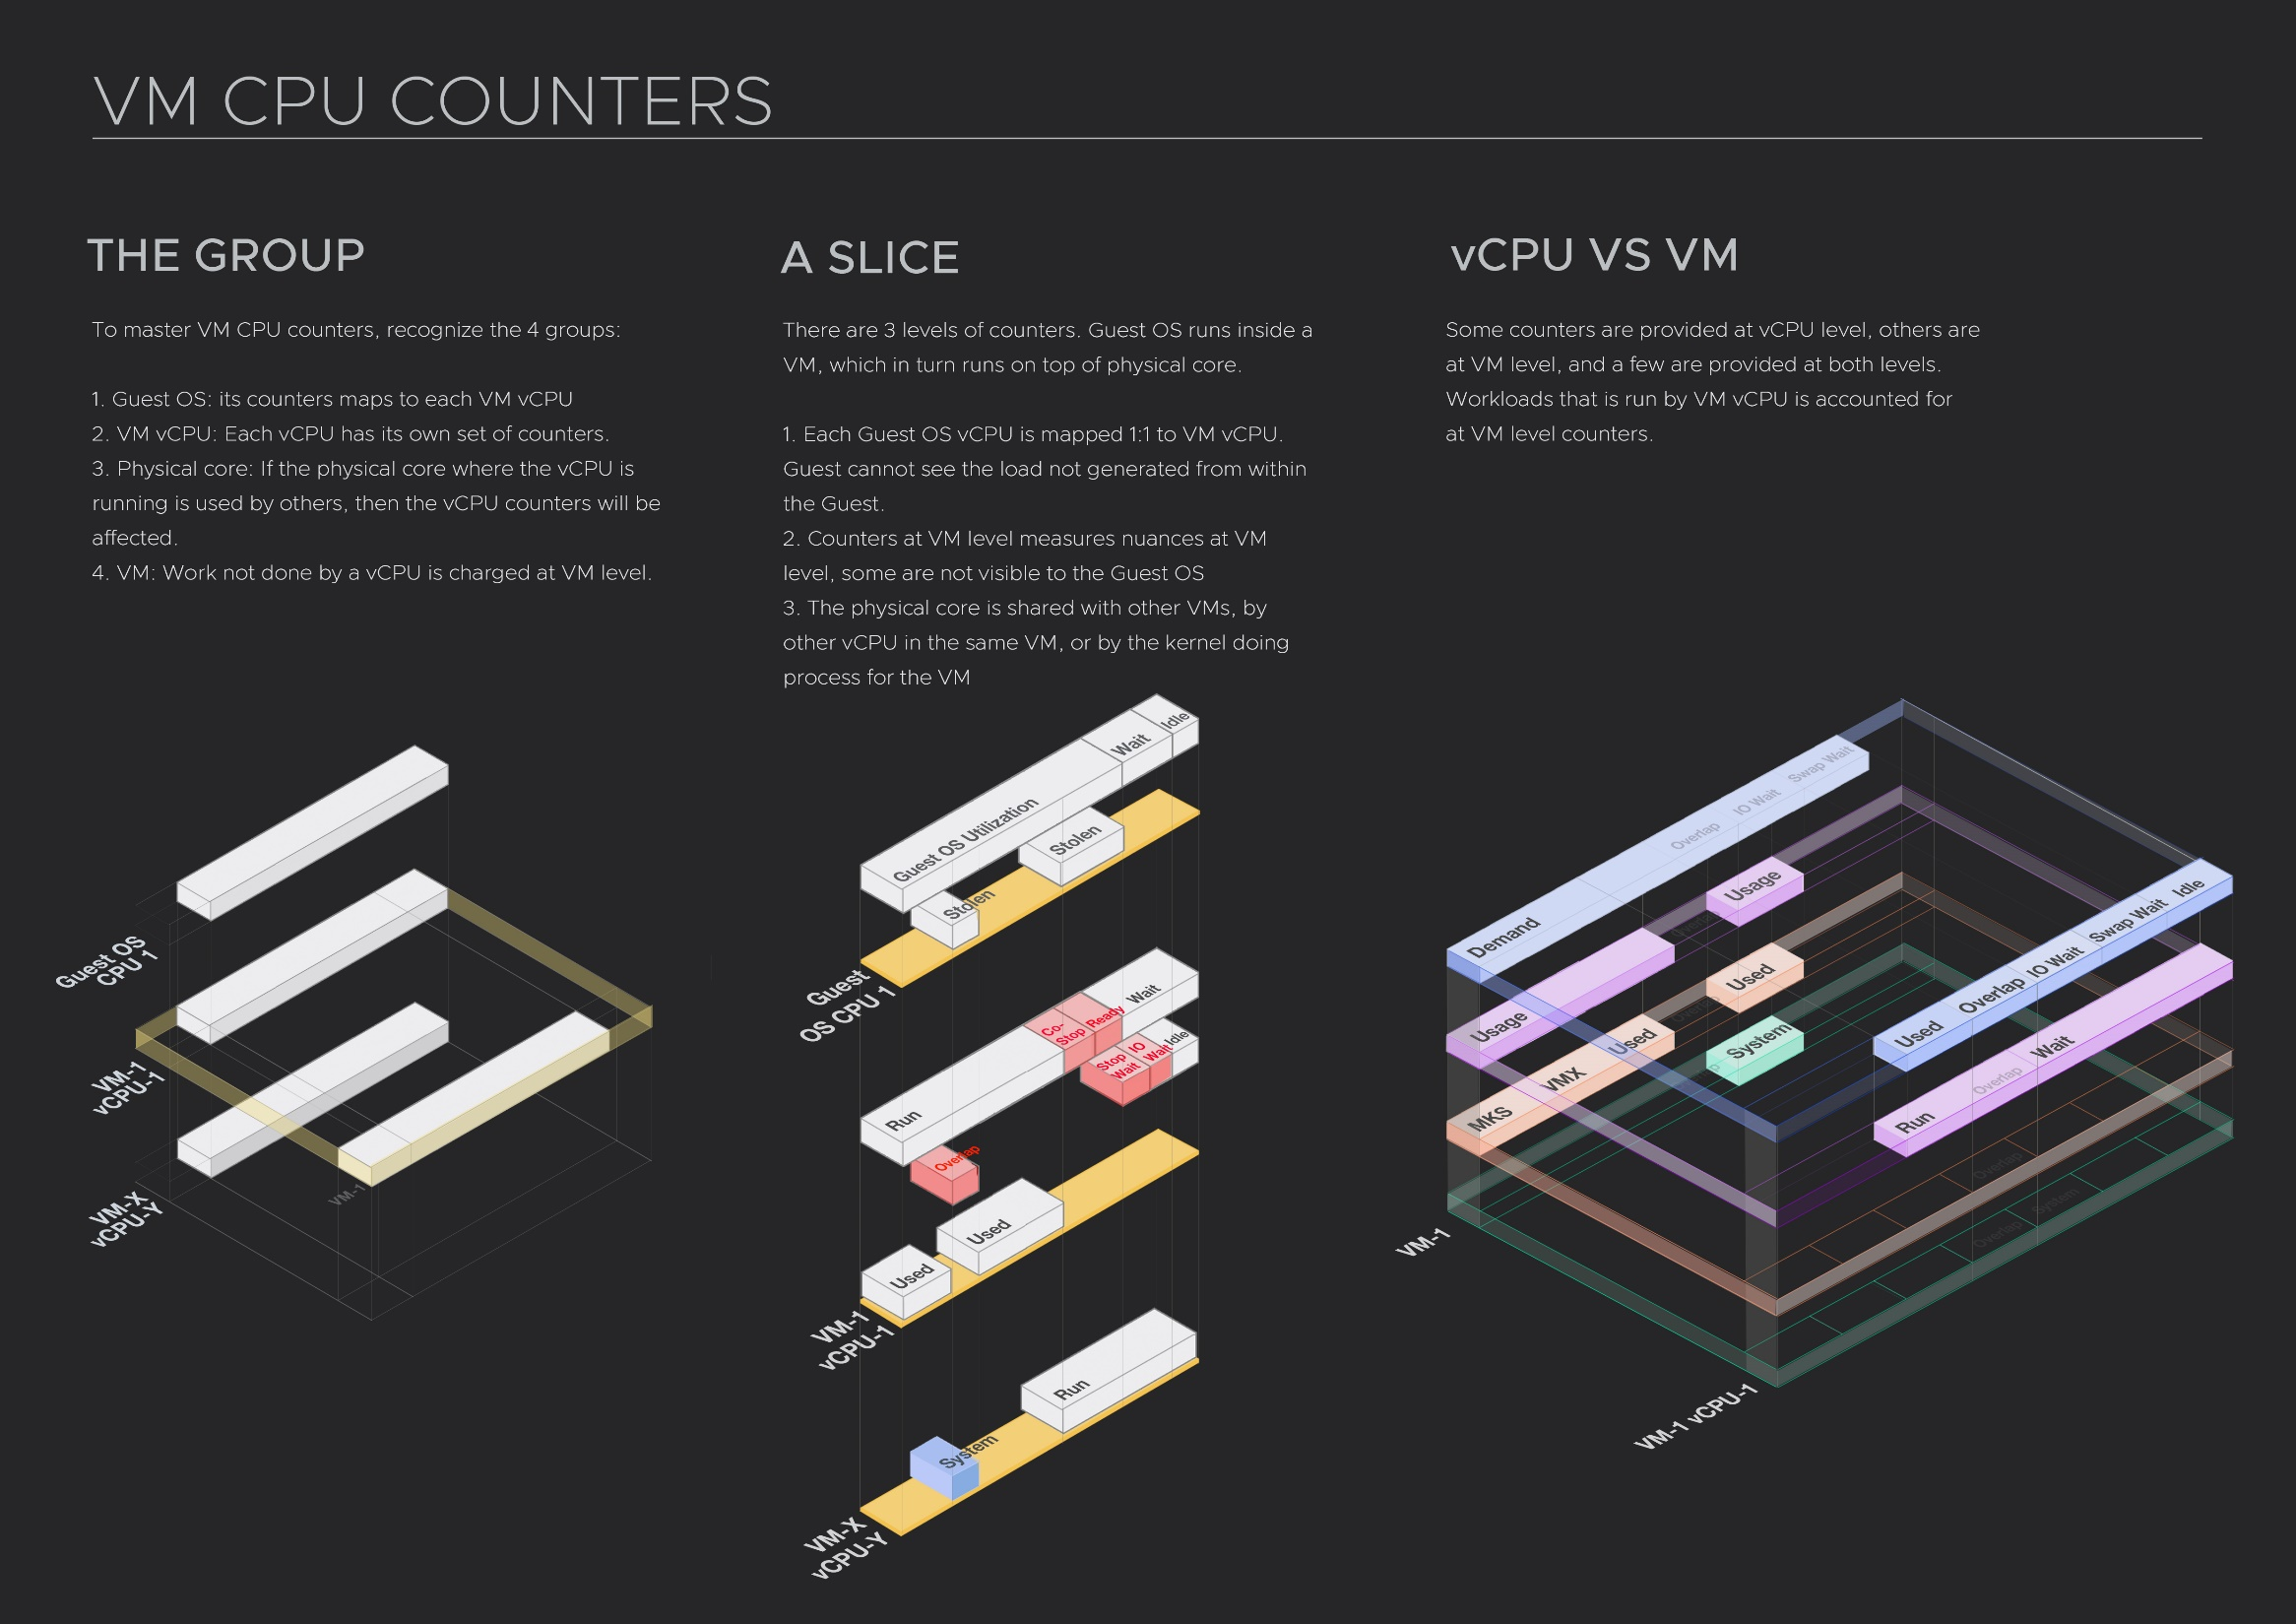 VM CPU COUNTERS
THE GROUP
To master VM CPU counters, recognize the 4 groups:
1. Guest OS: its counters maps to each VM vCPU
2. VM vCPU: Each vCPU has its own set of counters.
3. Physical core: If the physical core where the vCPU is
running is used by others, then the vCPU counters will be
affected.
4. VM: Work not done by a vCPU is charged at VM level.
Guest OS
CPU 1
VM-1
vCPU-1
VM-X
vCPU-Y
VM-1
A SLICE
There are 3 levels of counters. Guest OS runs inside a
VM, which in turn runs on top of physical core.
1. Each Guest OS vCPU is mapped 1:1 to VM vCPU.
Guest cannot see the load not generated from within
the Guest.
2. Counters at VM level measures nuances at VM
level, some are not visible to the Guest OS
3. The physical core is shared with other VMs, by
other vCPU in the same VM, or by the kernel doing
process for the VM
Guest OS Utilization
Wait
Idle
Stolen
Stolen
Guest
OS CPU 1
Run
Co-
Stop
Ready
Wait
Stop
Wait
IO
Wait
Idle
Overlap
Used
Used
VM-1
vCPU-1
Run
System
VM-X
vCPU-Y
vCPU VS VM
Some counters are provided at vCPU level, others are
at VM level, and a few are provided at both levels.
Workloads that is run by VM vCPU is accounted for
at VM level counters.
Demand
Overlap
IO Wait
Swap Wait
Usage
Usage
MKS
VMX
Used
Used
System
Used
Overlap
IO Wait
Swap Wait
Idle
Run
Overlap
Wait
Overlap
Overlap
System
VM-1
VM-1 vCPU-1